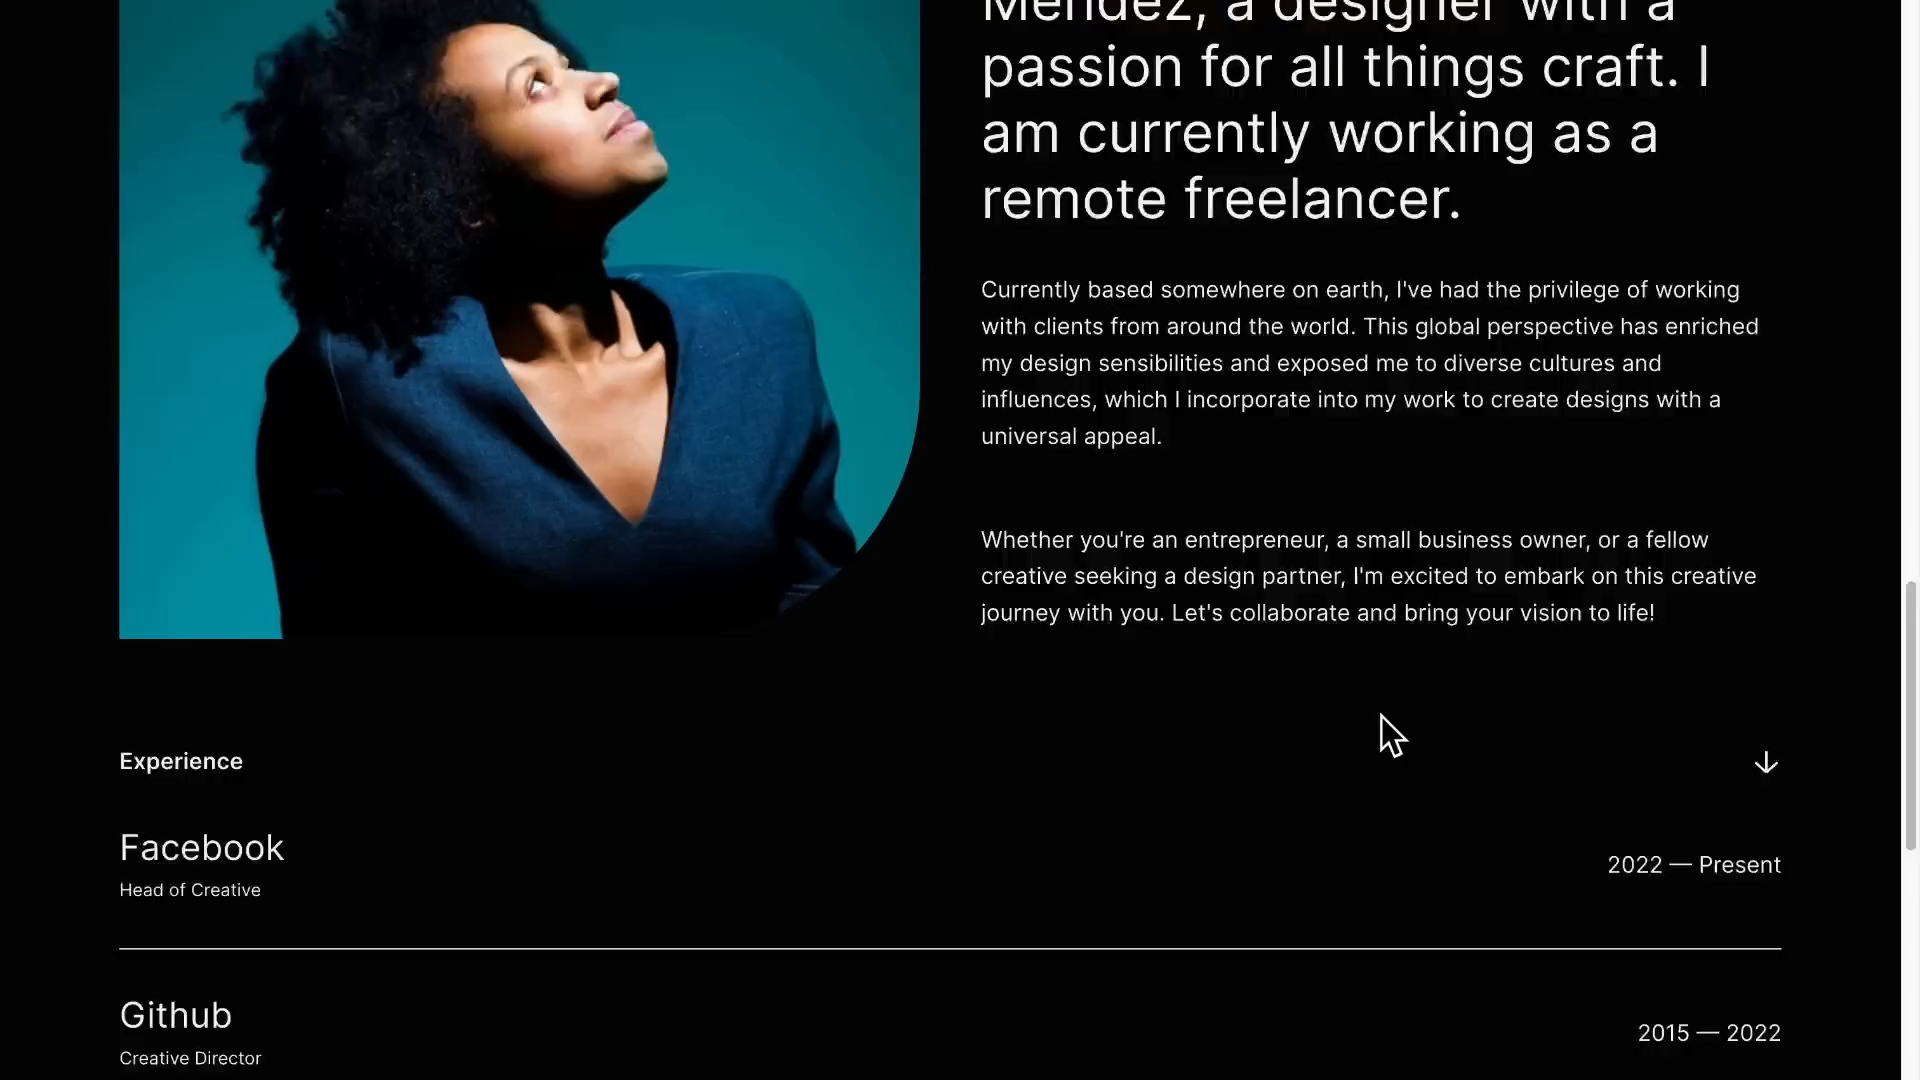 Mendez, a designer with a
passion for all things craft. I
am currently working as a
remote freelancer.
Currently based somewhere on earth, I've had the privilege of working
with clients from around the world. This global perspective has enriched
my design sensibilities and exposed me to diverse cultures and
influences, which I incorporate into my work to create designs with a
universal appeal.
Whether you're an entrepreneur, a small business owner, or a fellow
creative seeking a design partner, I'm excited to embark on this creative
journey with you. Let's collaborate and bring your vision to life!
Experience
Facebook
Head of Creative
2022 — Present
Github
Creative Director
2015 — 2022